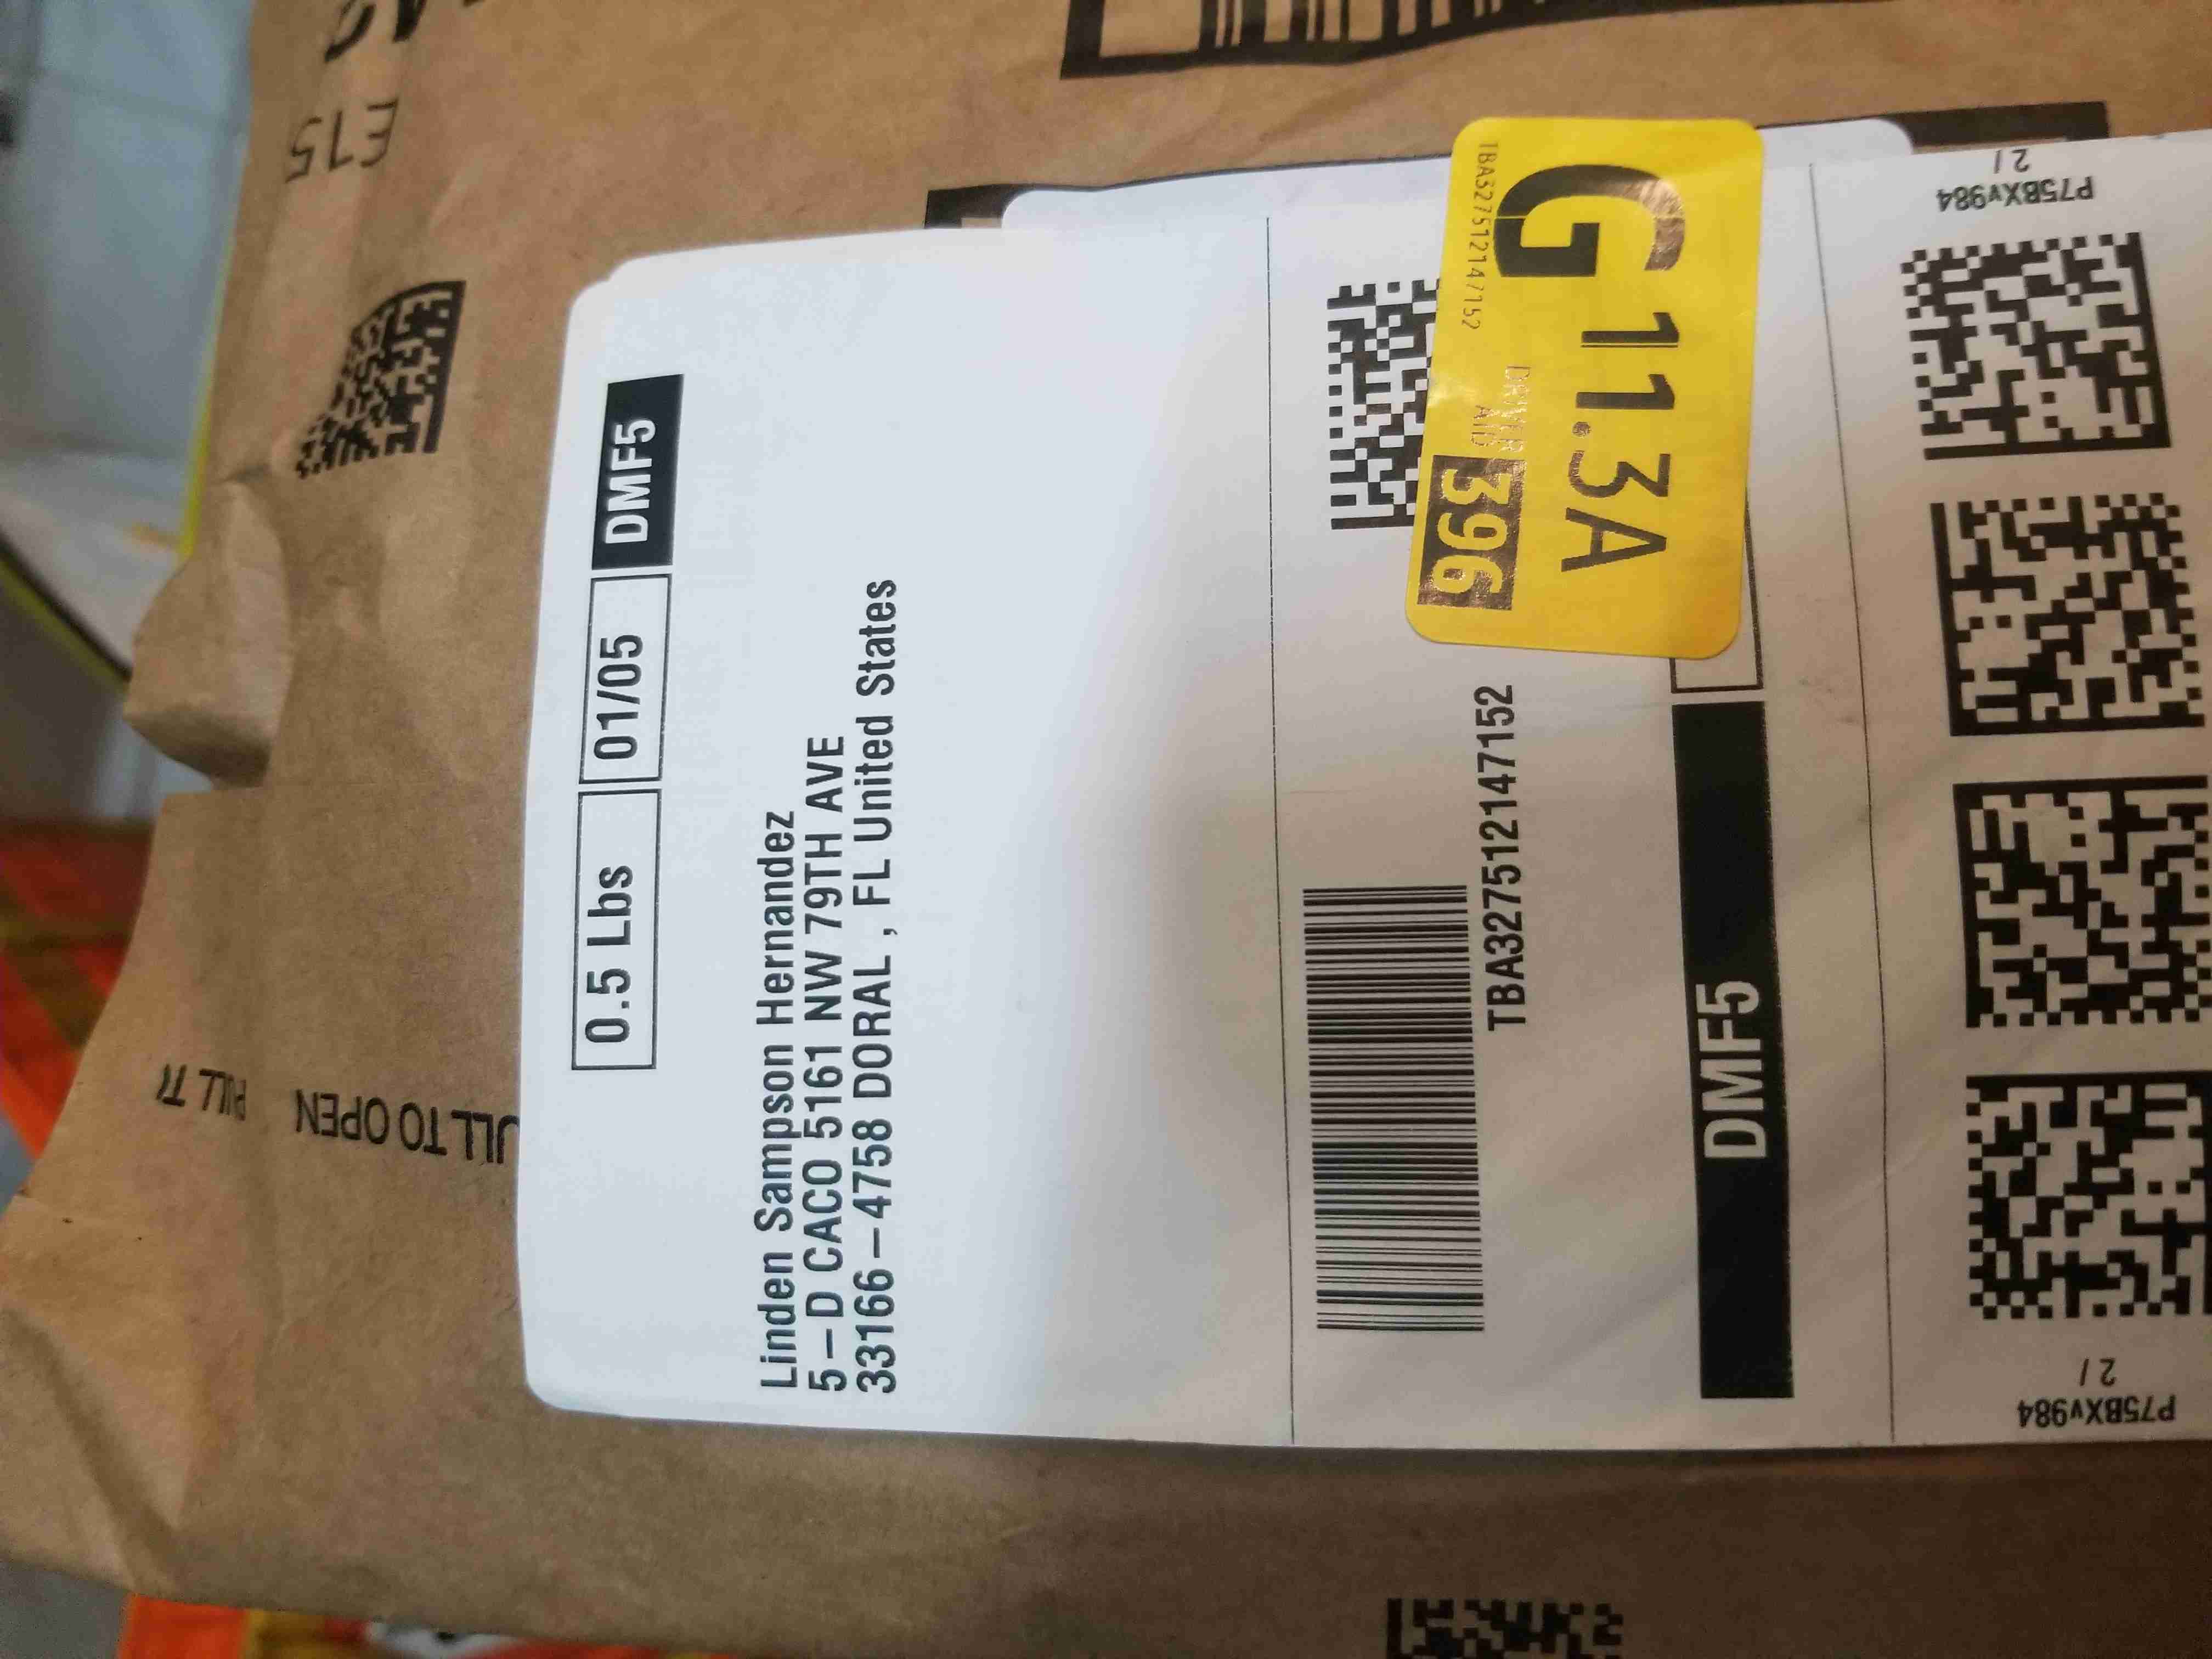 0.5 Lbs 01/05 DMF5
Linden Sampson Hernandez
5-D CACO 5161 NW 79TH AVE
33166-4758 DORAL , FL United States
TBA327512147152
DMF5
TBA327512147152
G
11.3A
DRIVER AID
396
P75BXv984
2 /
P75BXv984
2 /
E15
TO OPEN